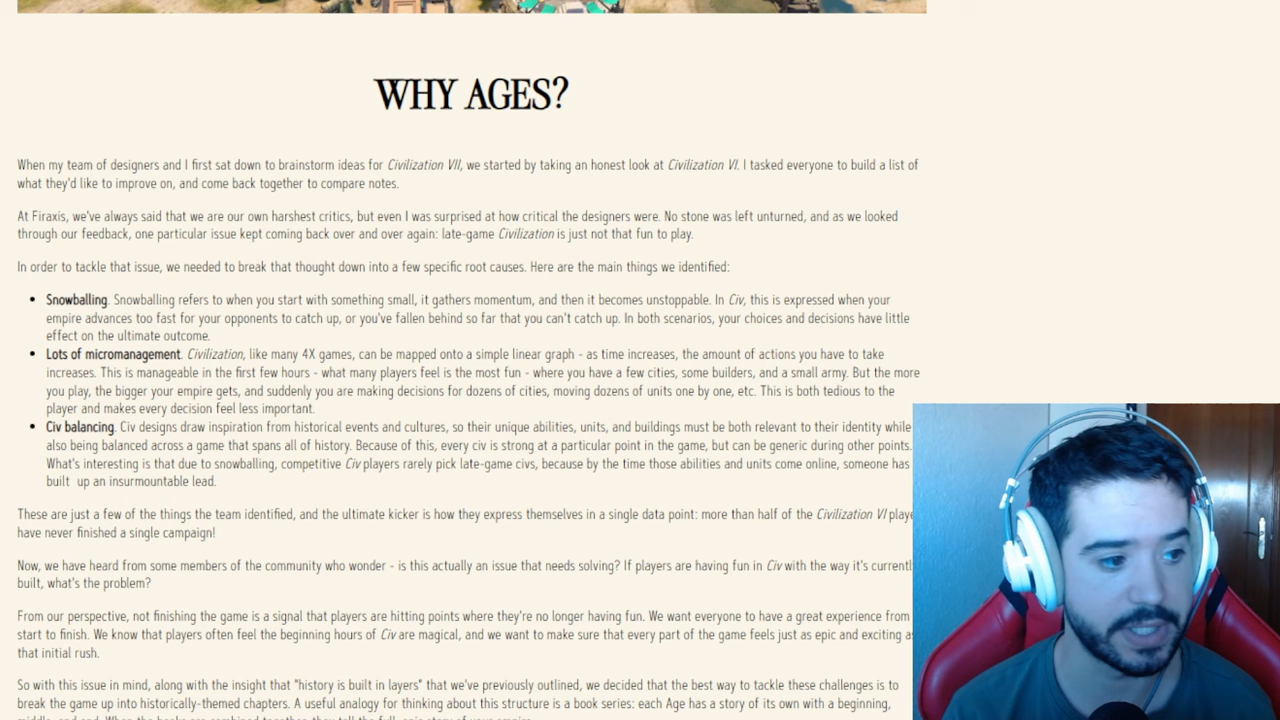 WHY AGES?
When my team of designers and I first sat down to brainstorm ideas for Civilization VII, we started by taking an honest look at Civilization VI. I tasked everyone to build a list of
what they'd like to improve on, and come back together to compare notes.
At Firaxis, we've always said that we are our own harshest critics, but even I was surprised at how critical the designers were. No stone was left unturned, and as we looked
through our feedback, one particular issue kept coming back over and over again: late-game Civilization is just not that fun to play.
In order to tackle that issue, we needed to break that thought down into a few specific root causes. Here are the main things we identified:
• Snowballing. Snowballing refers to when you start with something small, it gathers momentum, and then it becomes unstoppable. In Civ, this is expressed when your
empire advances too fast for your opponents to catch up, or you've fallen behind so far that you can't catch up. In both scenarios, your choices and decisions have little
effect on the ultimate outcome.
• Lots of micromanagement. Civilization, like many 4X games, can be mapped onto a simple linear graph - as time increases, the amount of actions you have to take
increases. This is manageable in the first few hours - what many players feel is the most fun - where you have a few cities, some builders, and a small army. But the more
you play, the bigger your empire gets, and suddenly you are making decisions for dozens of cities, moving dozens of units one by one, etc. This is both tedious to the
player and makes every decision feel less important.
• Civ balancing. Civ designs draw inspiration from historical events and cultures, so their unique abilities, units, and buildings must be both relevant to their identity while
also being balanced across a game that spans all of history. Because of this, every civ is strong at a particular point in the game, but can be generic during other points.
What's interesting is that due to snowballing, competitive Civ players rarely pick late-game civs, because by the time those abilities and units come online, someone has
built up an insurmountable lead.
These are just a few of the things the team identified, and the ultimate kicker is how they express themselves in a single data point: more than half of the Civilization VI playe
have never finished a single campaign!
Now, we have heard from some members of the community who wonder - is this actually an issue that needs solving? If players are having fun in Civ with the way it's currentl
built, what's the problem?
From our perspective, not finishing the game is a signal that players are hitting points where they're no longer having fun. We want everyone to have a great experience from
start to finish. We know that players often feel the beginning hours of Civ are magical, and we want to make sure that every part of the game feels just as epic and exciting as
that initial rush.
So with this issue in mind, along with the insight that "history is built in layers" that we've previously outlined, we decided that the best way to tackle these challenges is to
break the game up into historically-themed chapters. A useful analogy for thinking about this structure is a book series: each Age has a story of its own with a beginning,
middle, and end. When the books are combined together, they tell the full, epic story of your empire.